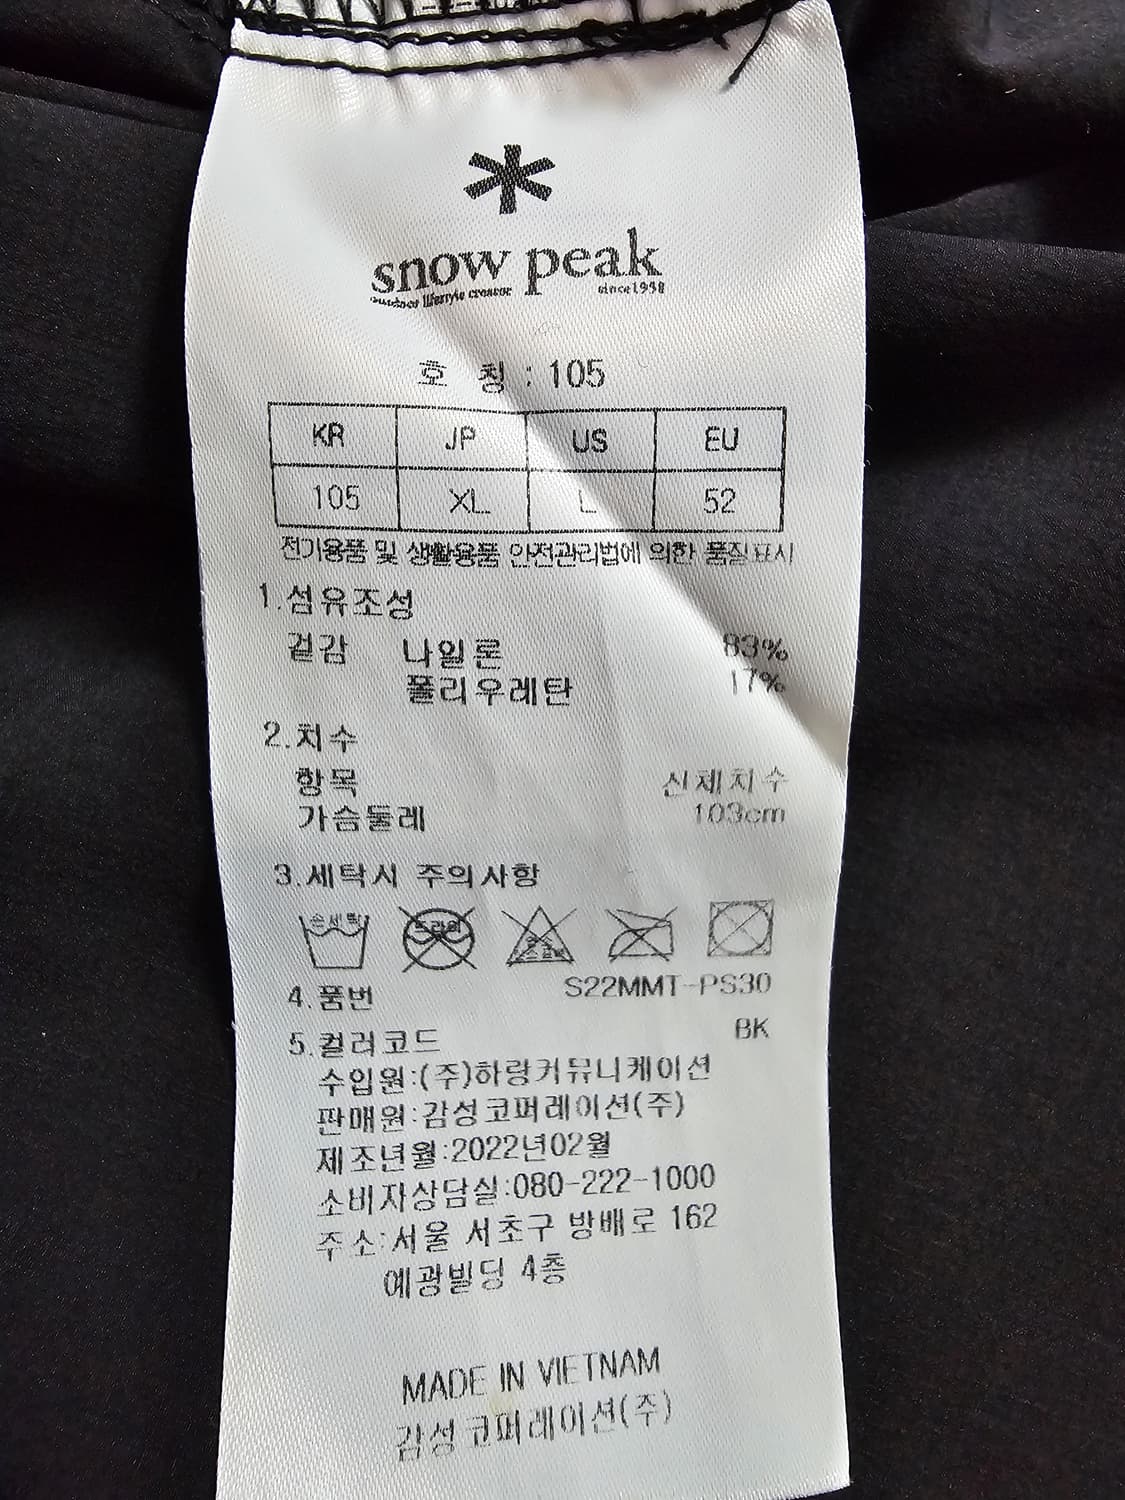 snow peak
outdoor lifestyle creator since 1958
호 칭 : 105
KR JP US EU
105 XL L 52
전기용품 및 생활용품 안전관리법에 의한 품질표시
1.섬유조성
겉감 나일론 83%
폴리우레탄 17%
2.치수
항목 신체치수
가슴둘레 103cm
3.세탁시 주의사항
손세탁 드라이
4.품번 S22MMT-PS30
5.컬러코드 BK
수입원:(주)하랑커뮤니케이션
판매원:감성코퍼레이션(주)
제조년월:2022년02월
소비자상담실:080-222-1000
주소:서울 서초구 방배로 162
예광빌딩 4층
MADE IN VIETNAM
감성코퍼레이션(주)